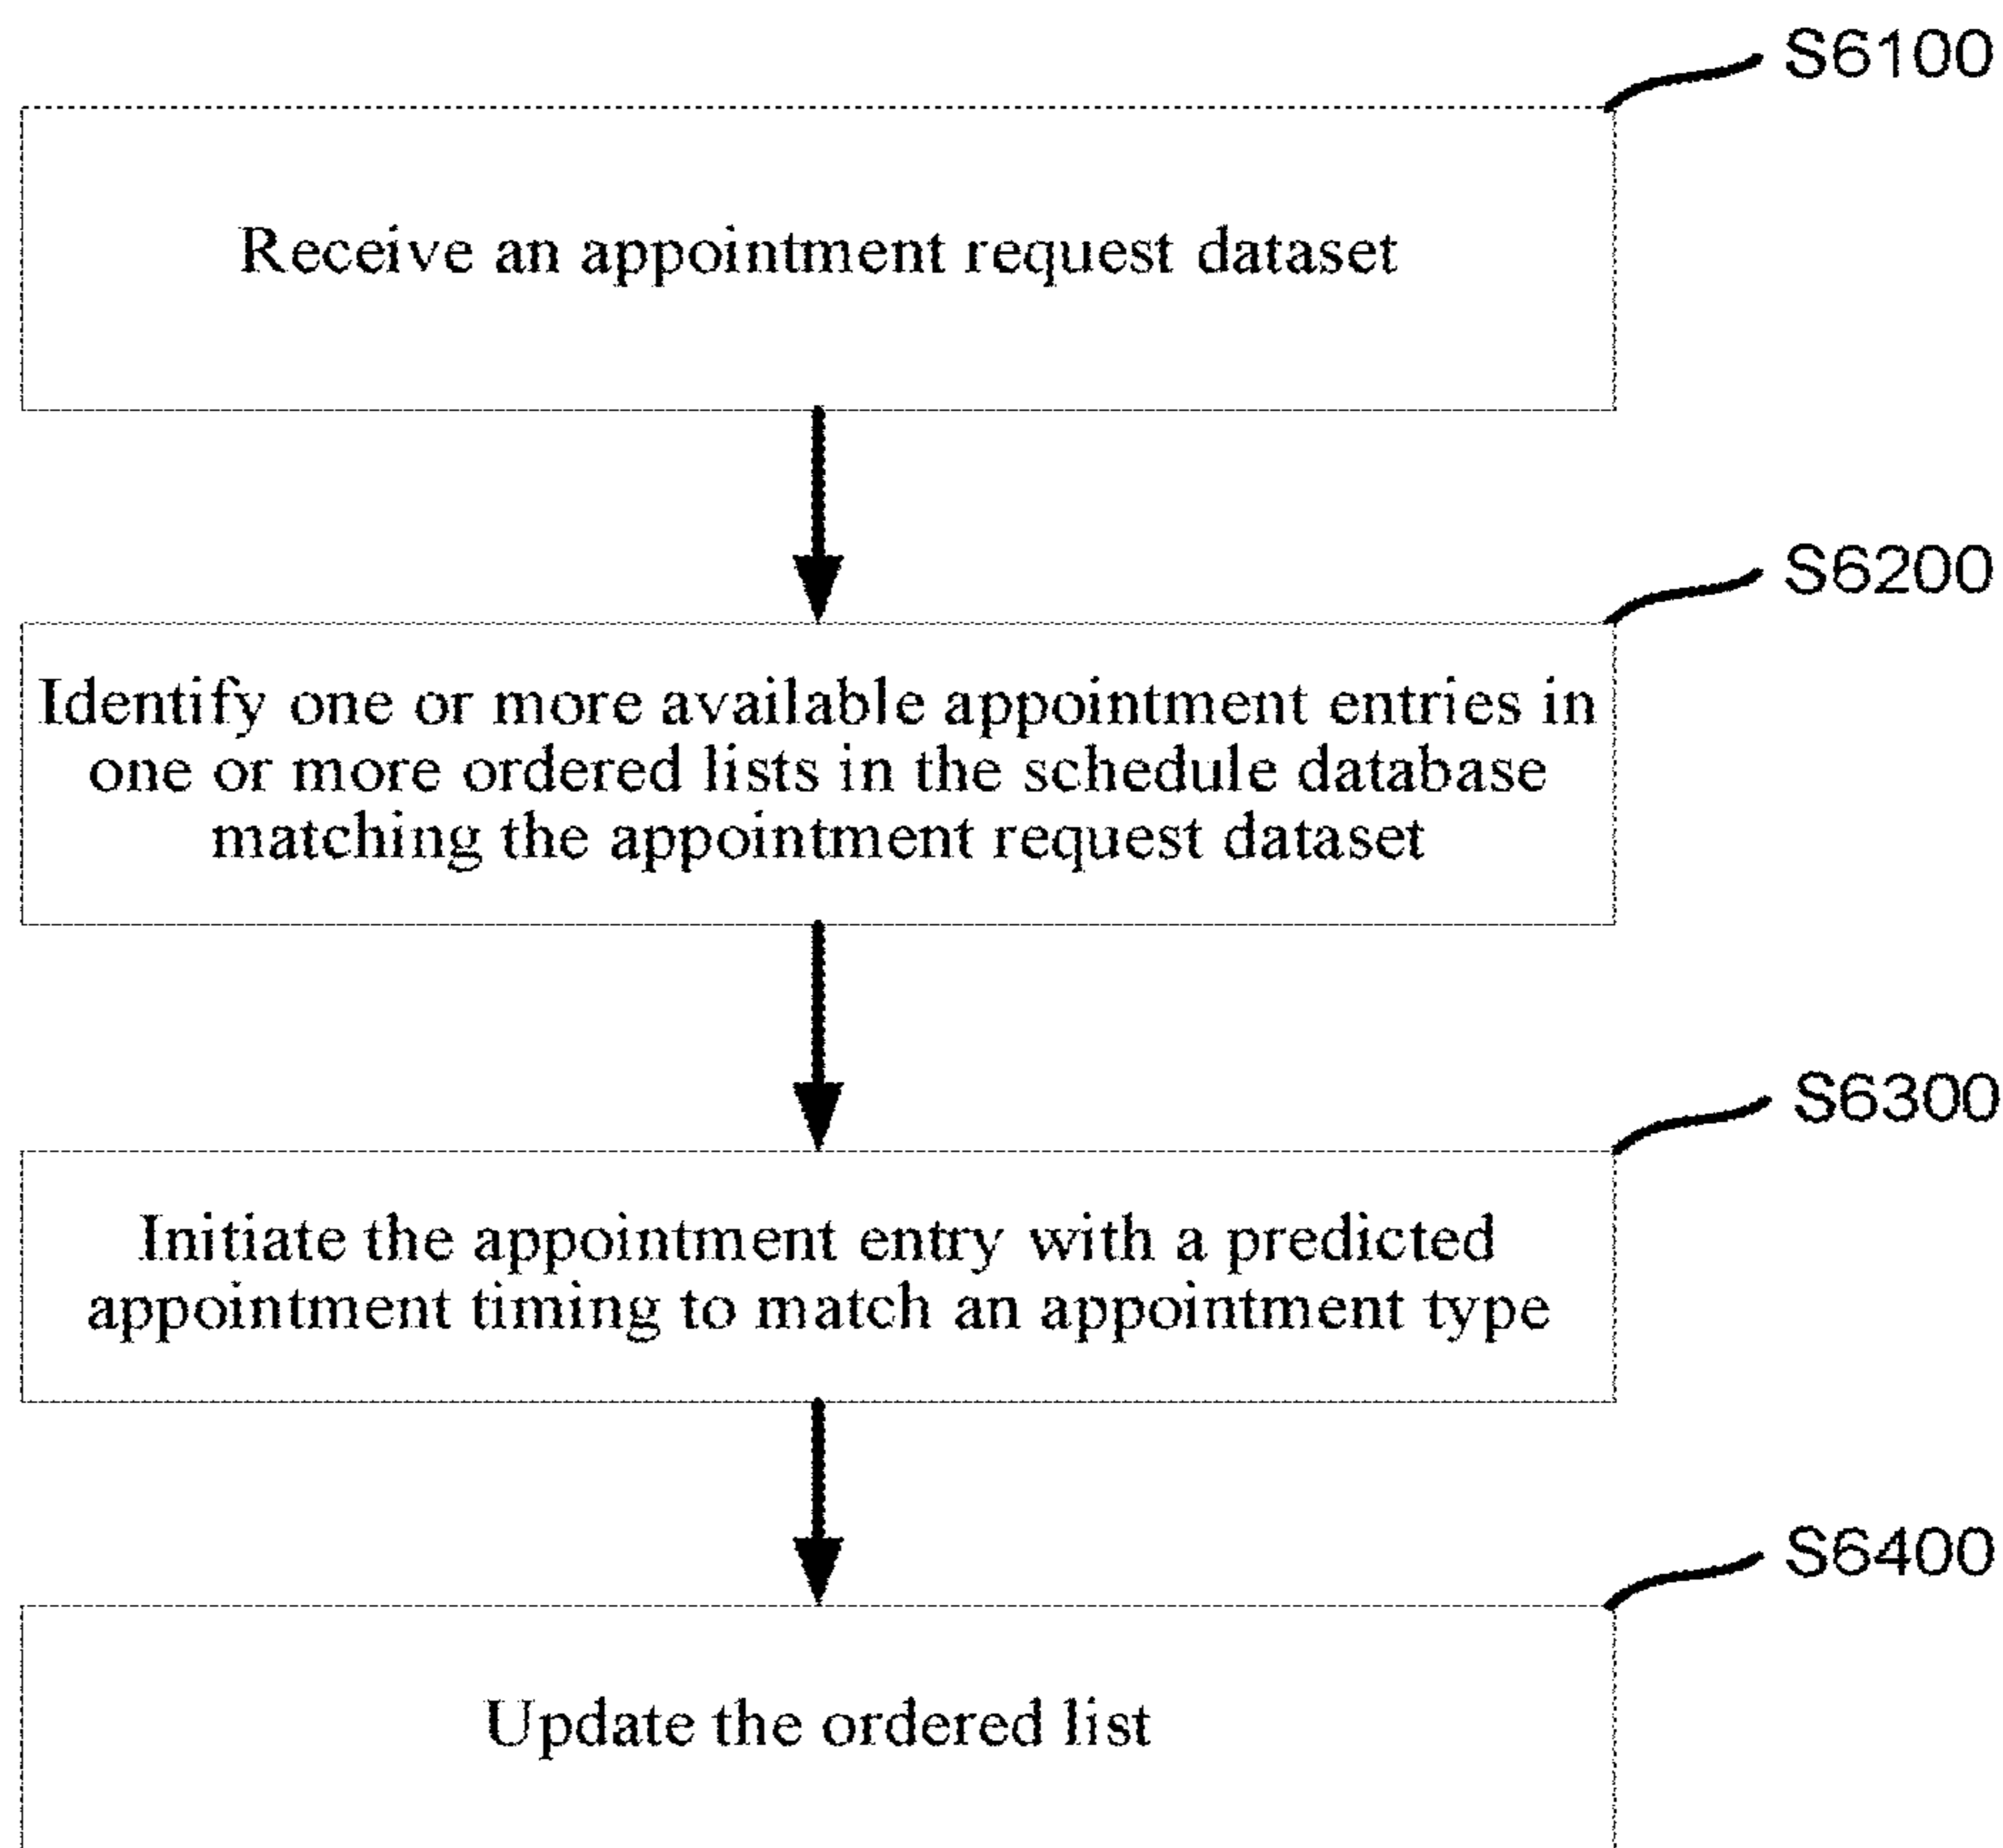 S6100
Receive an appointment request dataset
S6200
Identify one or more available appointment entries in
one or more ordered lists in the schedule database
matching the appointment request dataset
S6300
Initiate the appointment entry with a predicted
appointment timing to match an appointment type
S6400
Update the ordered list